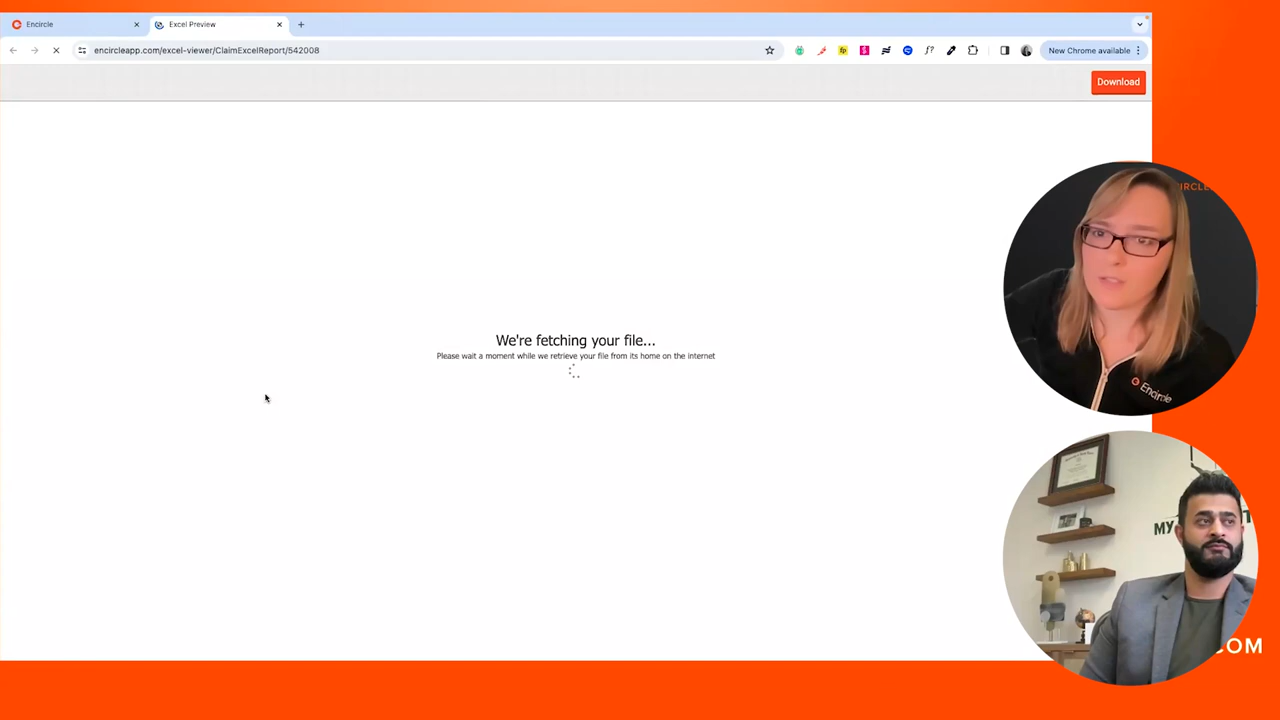 Encircle
Excel Preview
encircleapp.com/excel-viewer/ClaimExcelReport/542008
New Chrome available
Download
We're fetching your file...
Please wait a moment while we retrieve your file from its home on the internet
Encircle
MY
COM